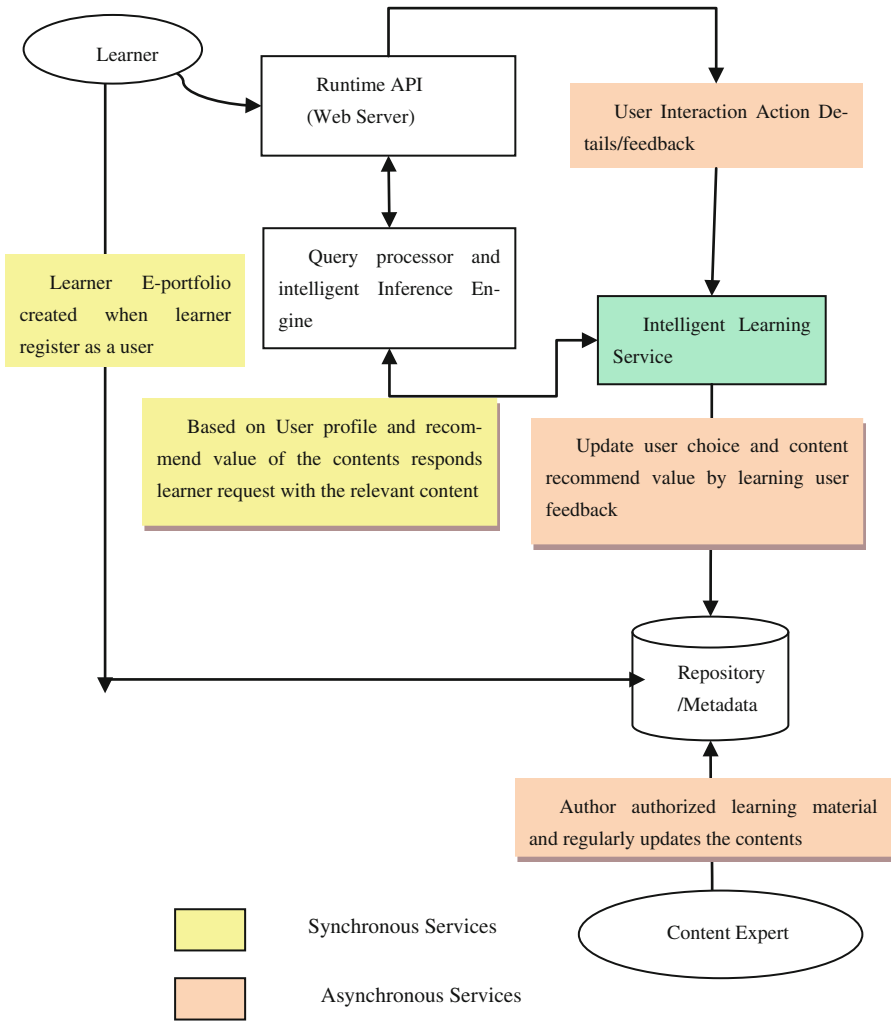 Learner
Runtime API
(Web Server)
User Interaction Action De-
tails/feedback
Query processor and
intelligent Inference En-
gine
Learner E-portfolio
created when learner
register as a user
Intelligent Learning
Service
Based on User profile and recom-
mend value of the contents responds
learner request with the relevant content
Update user choice and content
recommend value by learning user
feedback
Repository
/Metadata
Author authorized learning material
and regularly updates the contents
Content Expert
Synchronous Services
Asynchronous Services